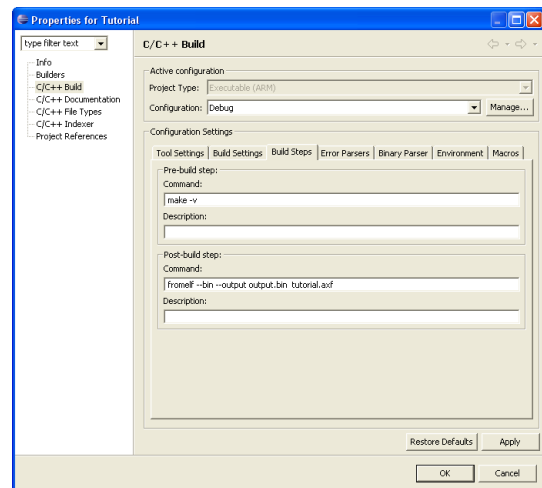 Properties for Tutorial
type filter text
Info
Builders
C/C++ Build
C/C++ Documentation
C/C++ File Types
C/C++ Indexer
Project References
C/C++ Build
Active configuration
Project Type: Executable (ARM)
Configuration: Debug Manage...
Configuration Settings
Tool Settings Build Settings Build Steps Error Parsers Binary Parser Environment Macros
Pre-build step:
Command:
make -v
Description:
Post-build step:
Command:
fromelf --bin --output output.bin tutorial.axf
Description:
Restore Defaults Apply
OK Cancel